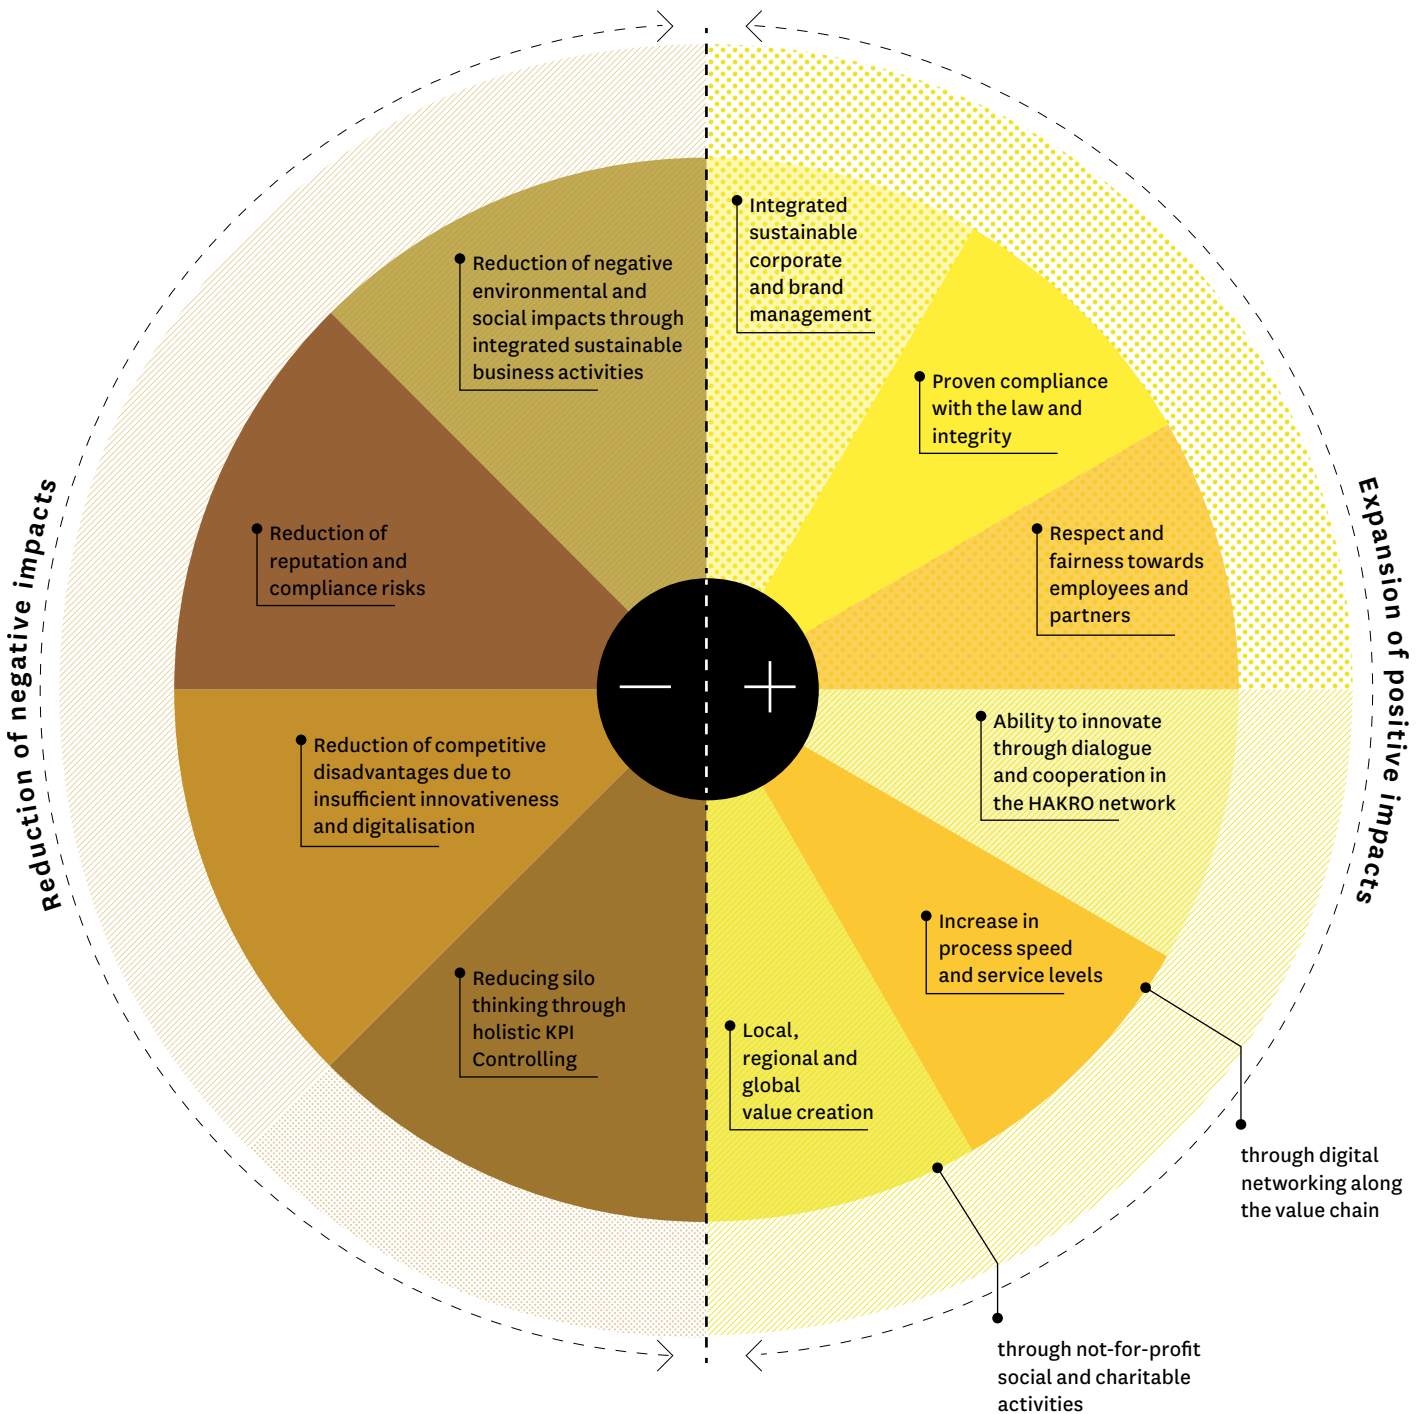 Reduction of negative impacts
Expansion of positive impacts
Reduction of negative
environmental and
social impacts through
integrated sustainable
business activities
Reduction of
reputation and
compliance risks
Reduction of competitive
disadvantages due to
insufficient innovativeness
and digitalisation
Reducing silo
thinking through
holistic KPI
Controlling
Integrated
sustainable
corporate
and brand
management
Proven compliance
with the law and
integrity
Respect and
fairness towards
employees and
partners
Ability to innovate
through dialogue
and cooperation in
the HAKRO network
Increase in
process speed
and service levels
through digital
networking along
the value chain
Local,
regional and
global
value creation
through not-for-profit
social and charitable
activities